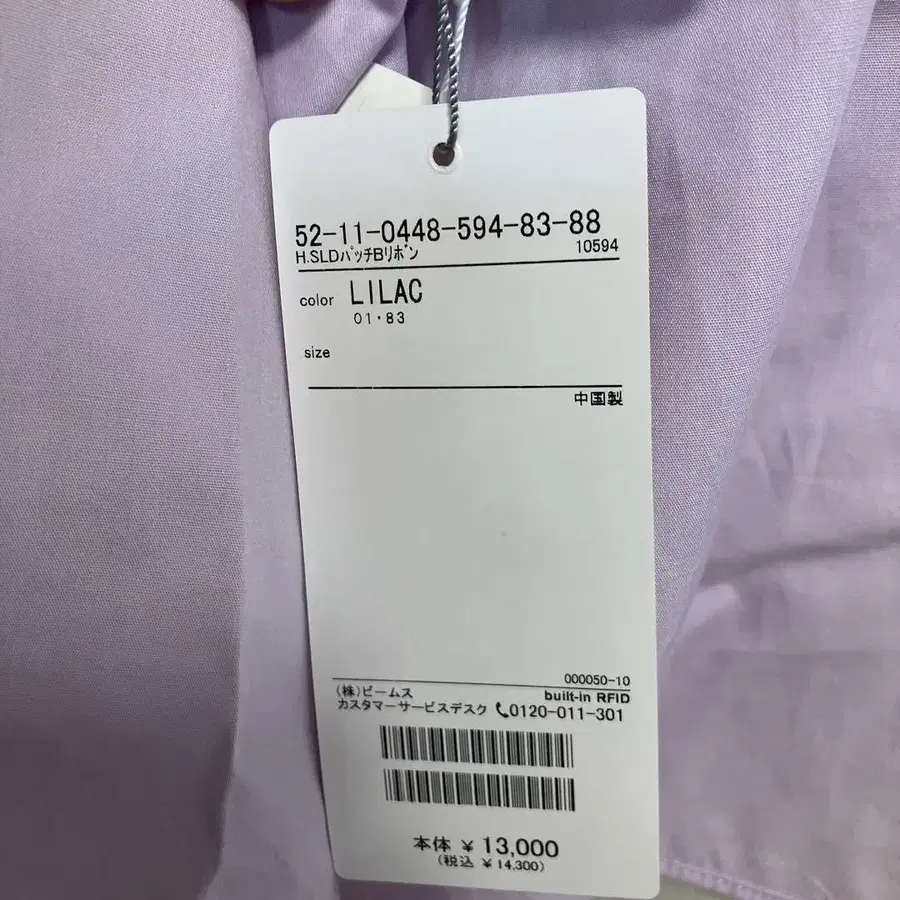 52-11-0448-594-83-88
H.SLDパッチBリボン 10594
color LILAC
01・83
size
中国製
000050-10
built-in RFID
(株)ビームス
カスタマーサービスデスク 0120-011-301
本体 ¥ 13,000
(税込 ¥ 14,300)